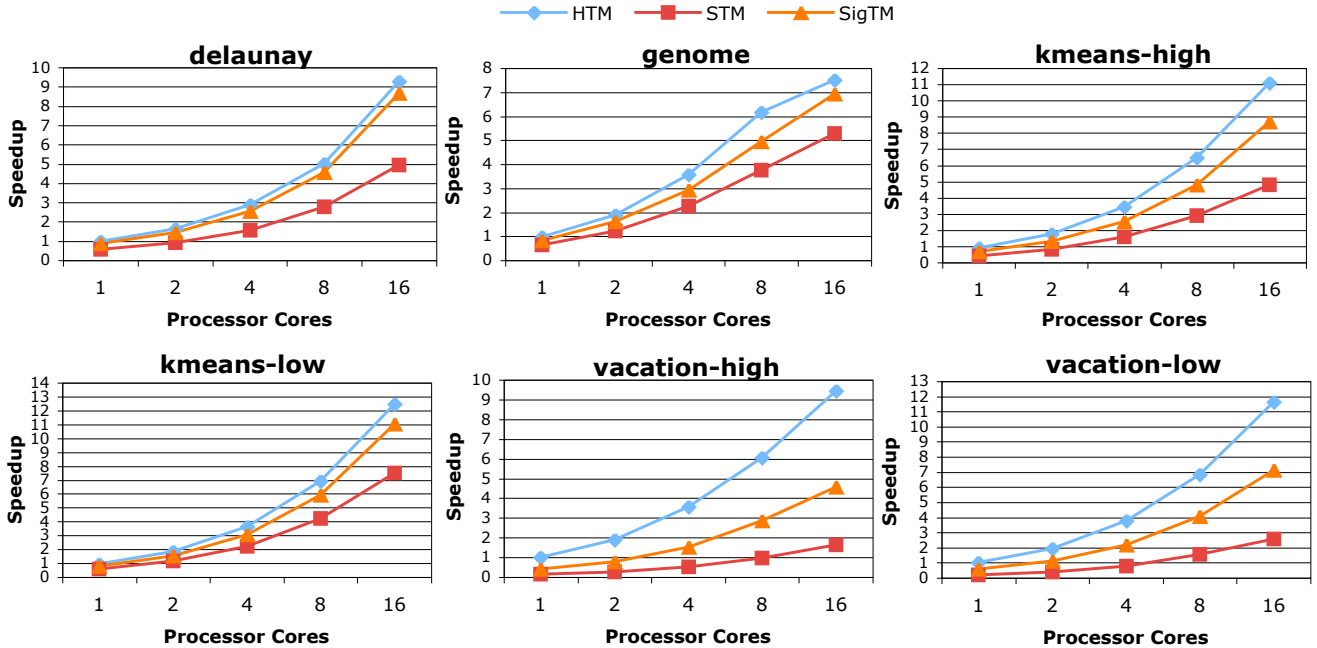 HTM STM SigTM
delaunay
10
9
8
7
6
5
4
3
2
1
0
Speedup
1 2 4 8 16
Processor Cores
genome
8
7
6
5
4
3
2
1
0
Speedup
1 2 4 8 16
Processor Cores
kmeans-high
12
11
10
9
8
7
6
5
4
3
2
1
0
Speedup
1 2 4 8 16
Processor Cores
kmeans-low
14
13
12
11
10
9
8
7
6
5
4
3
2
1
0
Speedup
1 2 4 8 16
Processor Cores
vacation-high
10
9
8
7
6
5
4
3
2
1
0
Speedup
1 2 4 8 16
Processor Cores
vacation-low
13
12
11
10
9
8
7
6
5
4
3
2
1
0
Speedup
1 2 4 8 16
Processor Cores